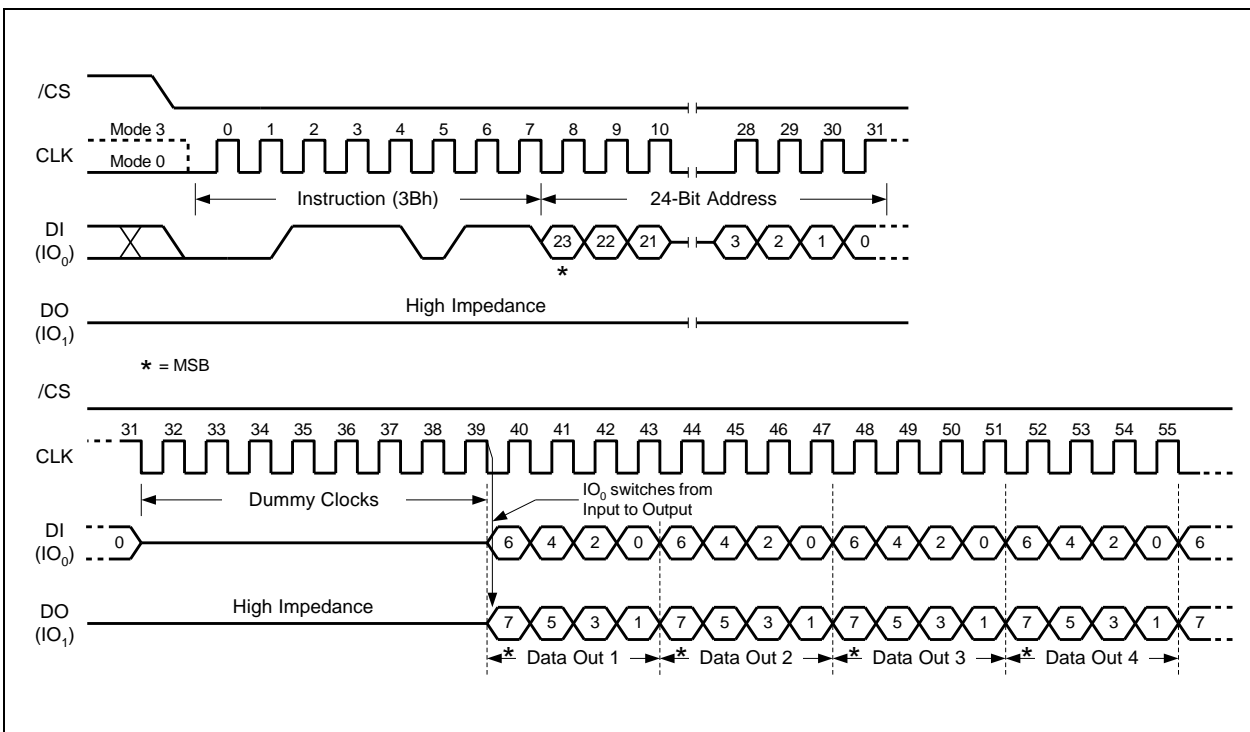 /CS
Mode 3 0 1 2 3 4 5 6 7 8 9 10 28 29 30 31
CLK
Mode 0
Instruction (3Bh) 24-Bit Address
DI
(IO0) 23 22 21 3 2 1 0
*
High Impedance
DO
(IO1)
* = MSB
/CS
31 32 33 34 35 36 37 38 39 40 41 42 43 44 45 46 47 48 49 50 51 52 53 54 55
CLK
Dummy Clocks
IO0 switches from
Input to Output
DI
(IO0) 0 6 4 2 0 6 4 2 0 6 4 2 0 6 4 2 0 6
High Impedance
DO
(IO1) 7 5 3 1 7 5 3 1 7 5 3 1 7 5 3 1 7
* Data Out 1 * Data Out 2 * Data Out 3 * Data Out 4